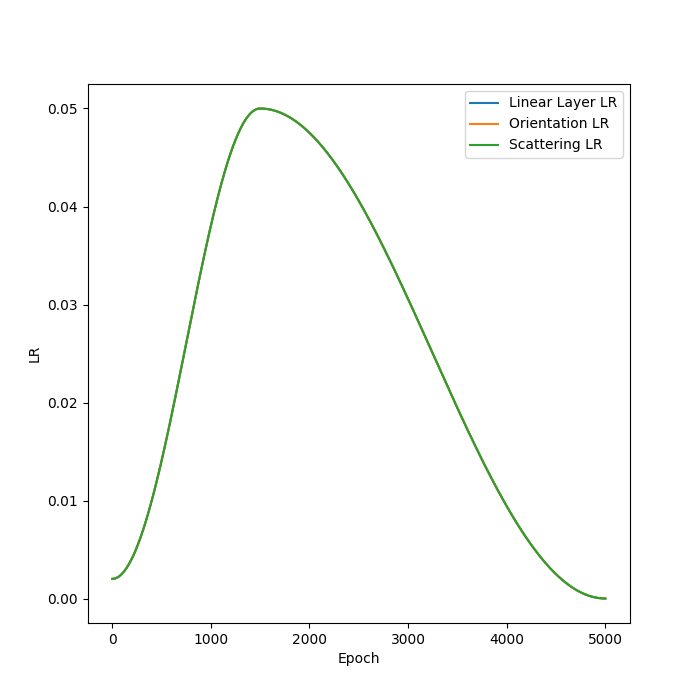 Linear Layer LR
Orientation LR
Scattering LR
0.05
0.04
0.03
0.02
0.01
0.00
LR
0 1000 2000 3000 4000 5000
Epoch